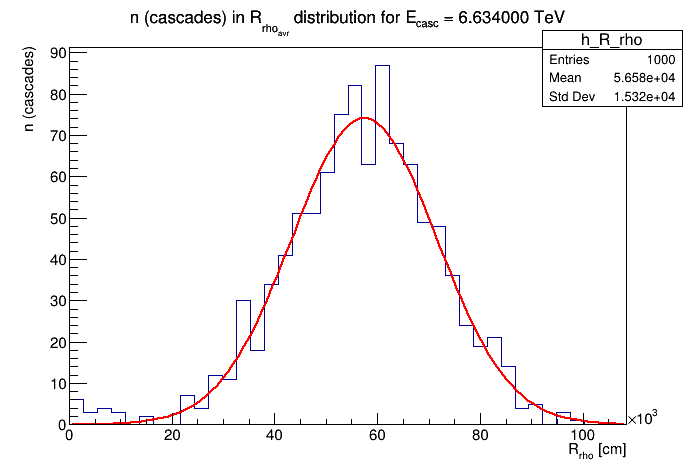 n (cascades) in R_rho_avr distribution for E_casc = 6.634000 TeV
h_R_rho
Entries 1000
Mean 5.658e+04
Std Dev 1.532e+04
n (cascades)
90
80
70
60
50
40
30
20
10
0
0 20 40 60 80 100 ×10³
R_rho [cm]